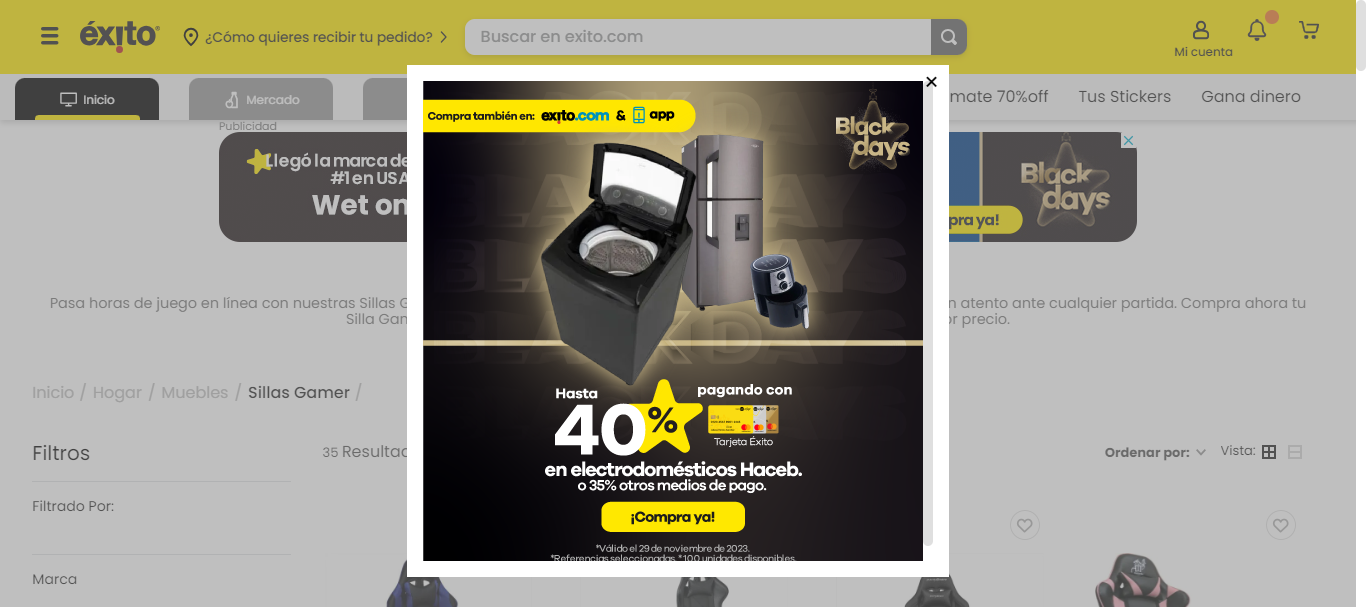 éxito
¿Cómo quieres recibir tu pedido?
Buscar en exito.com
Mi cuenta
Inicio
Mercado
mate 70%off
Tus Stickers
Gana dinero
Publicidad
Llegó la marca de
#1 en USA
Wet on
Black
days
pra ya!
Compra también en: exito.com & app
Black
days
BLACK DAYS
Pasa horas de juego en línea con nuestras Sillas G
n atento ante cualquier partida. Compra ahora tu
Silla Gam
or precio.
Inicio / Hogar / Muebles / Sillas Gamer /
Hasta
40%
pagando con
Tarjeta Éxito
en electrodomésticos Haceb.
o 35% otros medios de pago.
¡Compra ya!
*Válido el 29 de noviembre de 2023.
*Referencias seleccionadas. *100 unidades disponibles.
Filtros
35 Resultad
Ordenar por:
Vista:
Filtrado Por:
Marca